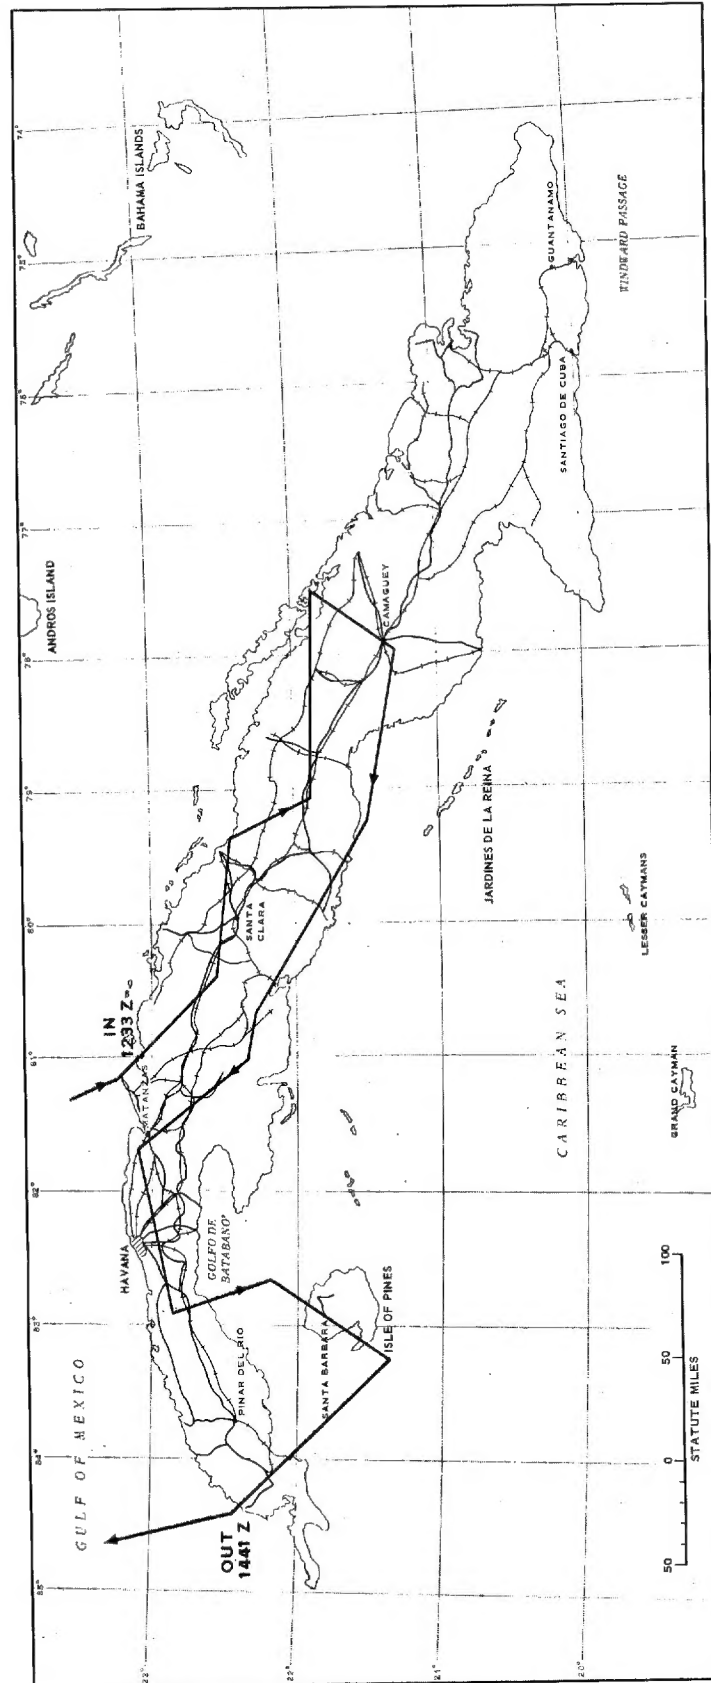 74°
75°
76°
77°
78°
79°
80°
81°
82°
83°
84°
85°
23°
22°
21°
20°
BAHAMA ISLANDS
ANDROS ISLAND
WINDWARD PASSAGE
GUANTANAMO
SANTIAGO DE CUBA
CAMAGUEY
JARDINES DE LA REINA
LESSER CAYMANS
SANTA
CLARA
IN
1233 Z
MATANZAS
CARIBBEAN SEA
GRAND CAYMAN
HAVANA
GOLFO DE
BATABANO
GULF OF MEXICO
PINAR DEL RIO
SANTA BARBARA
ISLE OF PINES
OUT
1441 Z
50 0 50 100
STATUTE MILES